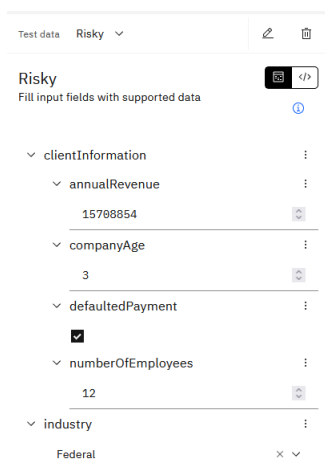 Test data Risky
Risky
Fill input fields with supported data
</>
clientInformation
annualRevenue
15708854
companyAge
3
defaultedPayment
numberOfEmployees
12
industry
Federal